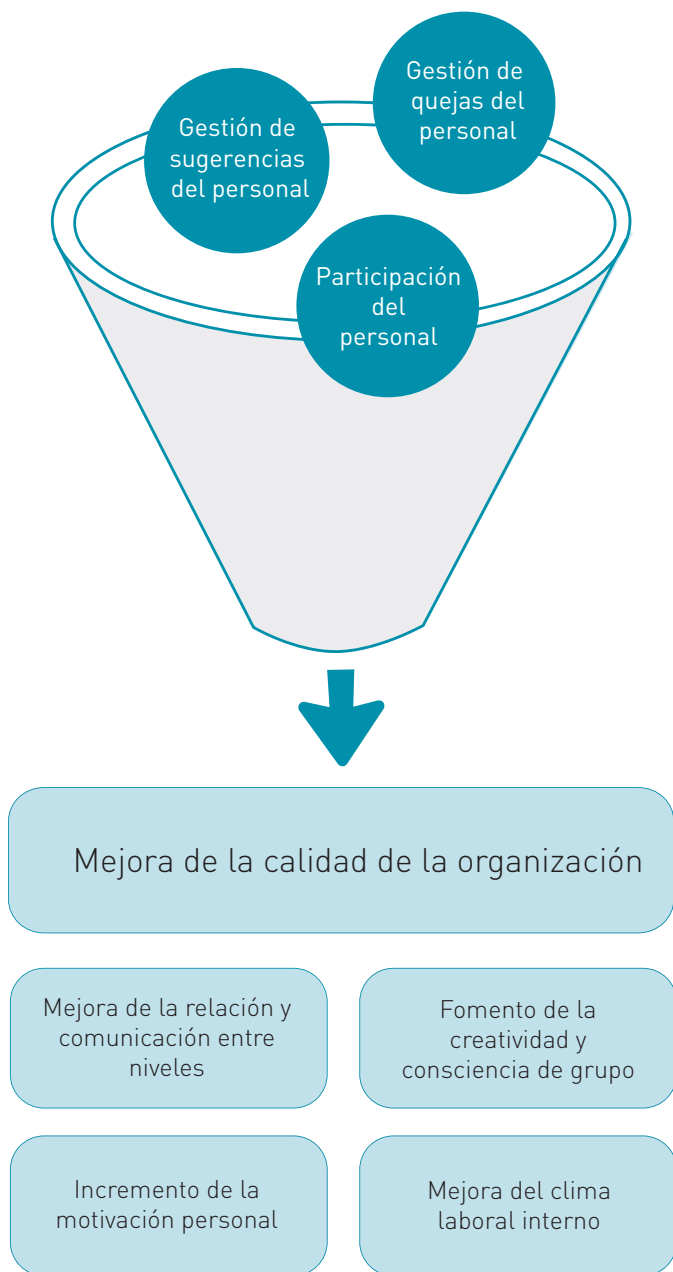 Gestión de
quejas del
personal
Gestión de
sugerencias
del personal
Participación
del
personal
Mejora de la calidad de la organización
Mejora de la relación y
comunicación entre
niveles
Fomento de la
creatividad y
consciencia de grupo
Incremento de la
motivación personal
Mejora del clima
laboral interno